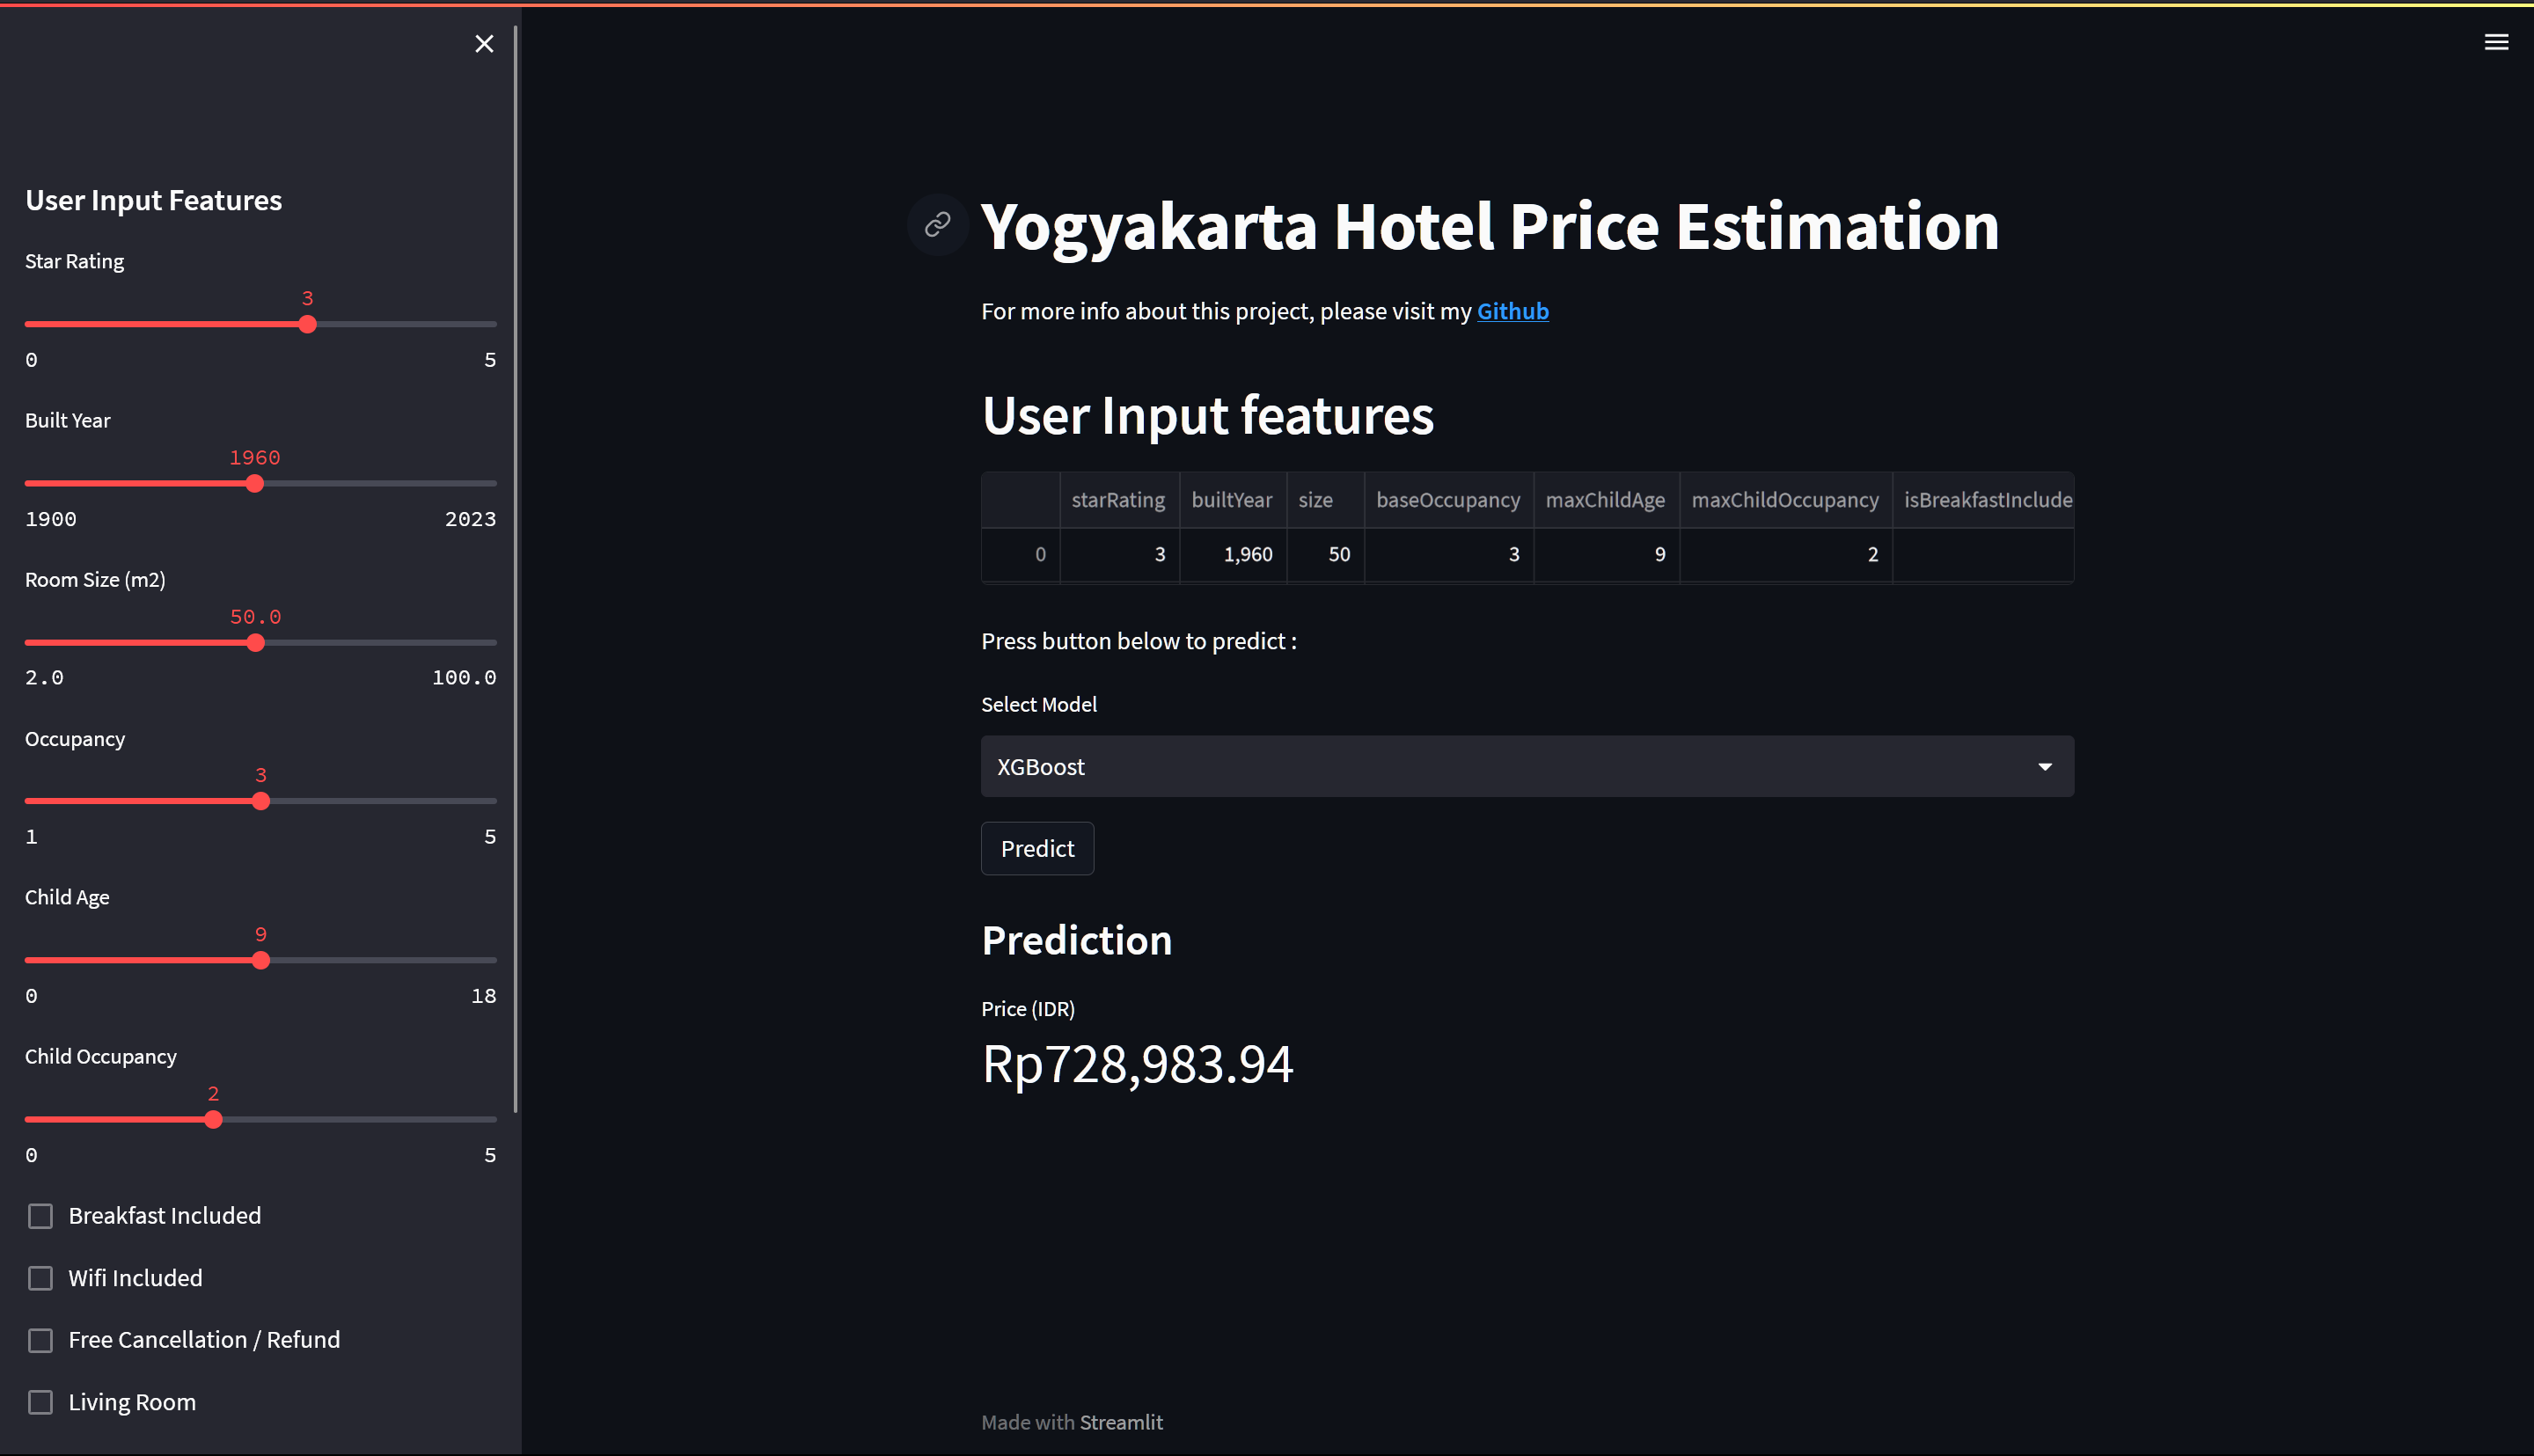 User Input Features
Star Rating
3
0 5
Built Year
1960
1900 2023
Room Size (m2)
50.0
2.0 100.0
Occupancy
3
1 5
Child Age
9
0 18
Child Occupancy
2
0 5
Breakfast Included
Wifi Included
Free Cancellation / Refund
Living Room
Yogyakarta Hotel Price Estimation
For more info about this project, please visit my Github
User Input features
starRating builtYear size baseOccupancy maxChildAge maxChildOccupancy isBreakfastInclude
0 3 1,960 50 3 9 2
Press button below to predict :
Select Model
XGBoost
Predict
Prediction
Price (IDR)
Rp728,983.94
Made with Streamlit